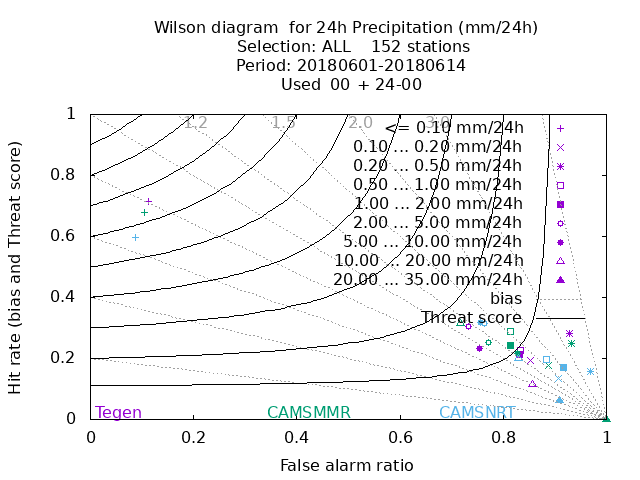 Wilson diagram  for 24h Precipitation (mm/24h)
Selection: ALL    152 stations
Period: 20180601-20180614
Used  00 + 24-00
1.2 1.5 2.0 3.0
<= 0.10 mm/24h
0.10 ... 0.20 mm/24h
0.20 ... 0.50 mm/24h
0.50 ... 1.00 mm/24h
1.00 ... 2.00 mm/24h
2.00 ... 5.00 mm/24h
5.00 ... 10.00 mm/24h
10.00 ... 20.00 mm/24h
20.00 ... 35.00 mm/24h
bias
Threat score
1
0.8
0.6
0.4
0.2
0
Hit rate (bias and Threat score)
Tegen CAMSMMR CAMSNRT
0 0.2 0.4 0.6 0.8 1
False alarm ratio